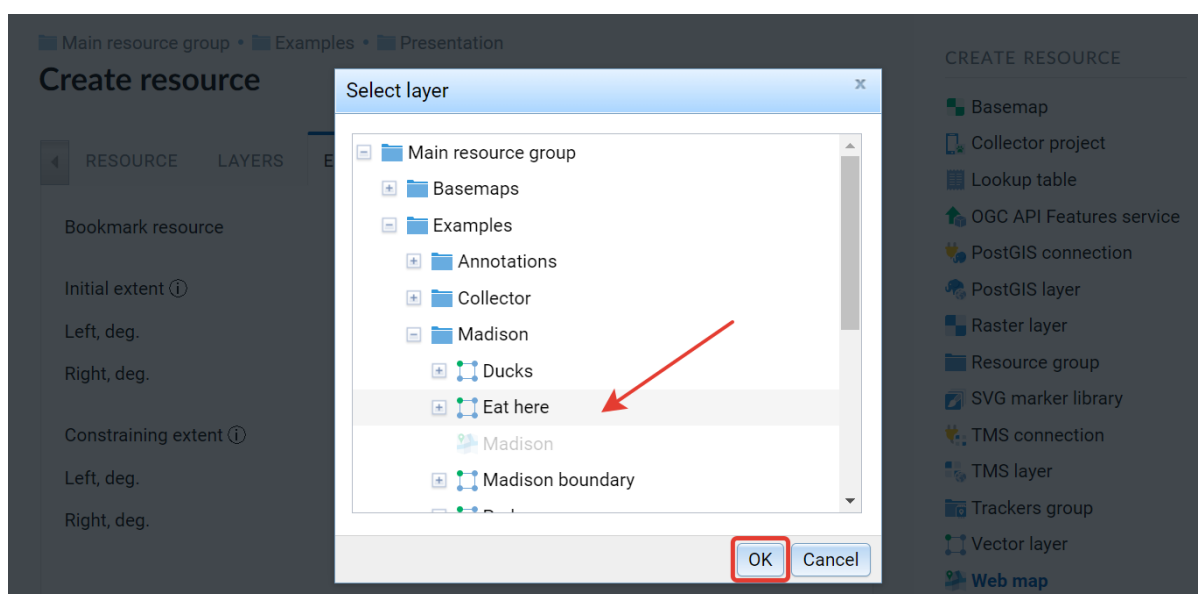 Main resource group • Examples • Presentation
Create resource
RESOURCE LAYERS E
Bookmark resource
Initial extent
Left, deg.
Right, deg.
Constraining extent
Left, deg.
Right, deg.
Select layer
x
Main resource group
Basemaps
Examples
Annotations
Collector
Madison
Ducks
Eat here
Madison
Madison boundary
OK Cancel
CREATE RESOURCE
Basemap
Collector project
Lookup table
OGC API Features service
PostGIS connection
PostGIS layer
Raster layer
Resource group
SVG marker library
TMS connection
TMS layer
Trackers group
Vector layer
Web map